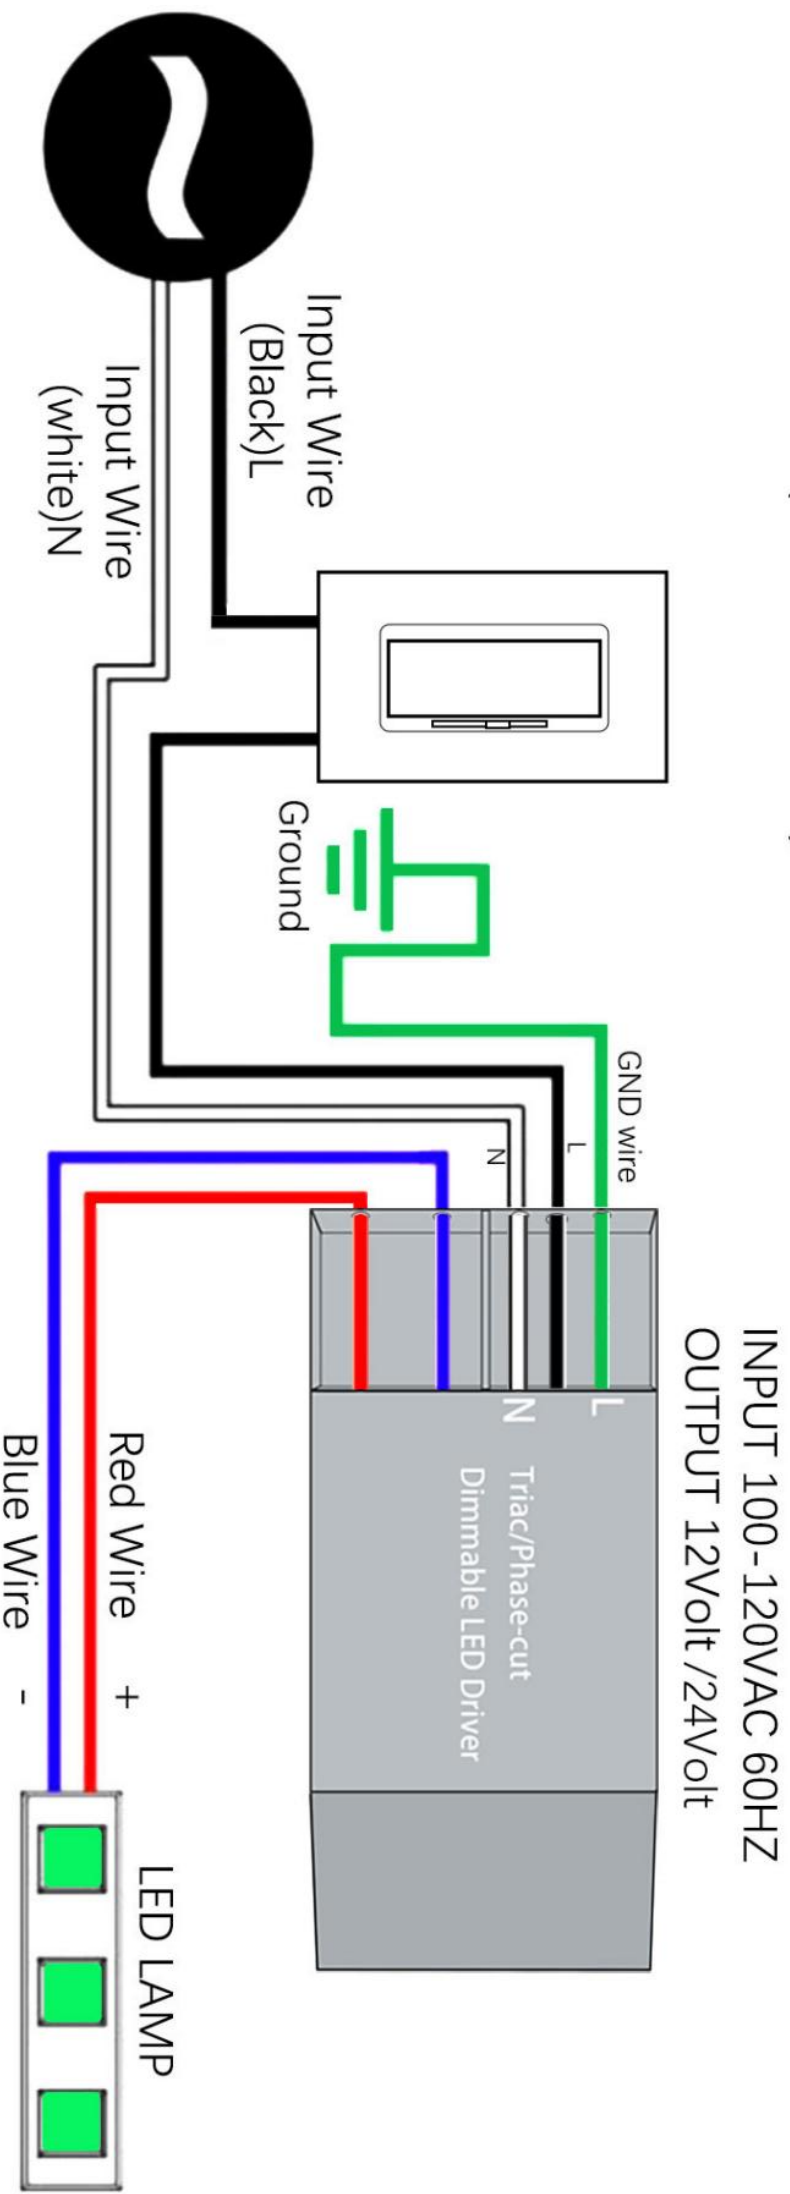 INPUT 100-120VAC 60HZ
OUTPUT 12Volt /24Volt
Input Wire
(Black)L
Input Wire
(white)N
Ground
GND wire
L
N
L
N
Triac/Phase-cut
Dimmable LED Driver
Red Wire +
Blue Wire -
LED LAMP